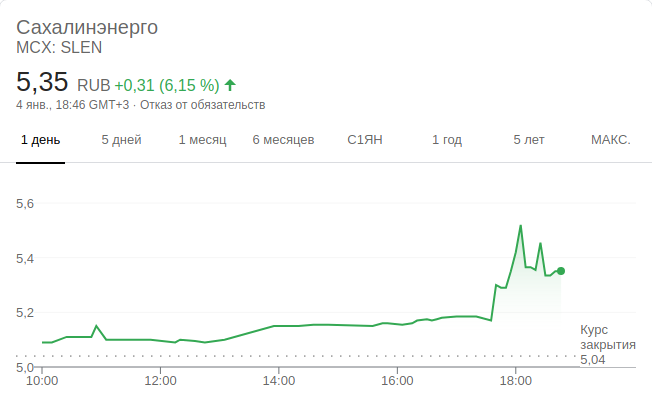 Сахалинэнерго
MCX: SLEN
5,35 RUB +0,31 (6,15 %)
4 янв., 18:46 GMT+3 · Отказ от обязательств
1 день 5 дней 1 месяц 6 месяцев С1ЯН 1 год 5 лет МАКС.
5,6
5,4
5,2
Курс
закрытия
5,04
5,0
10:00 12:00 14:00 16:00 18:00